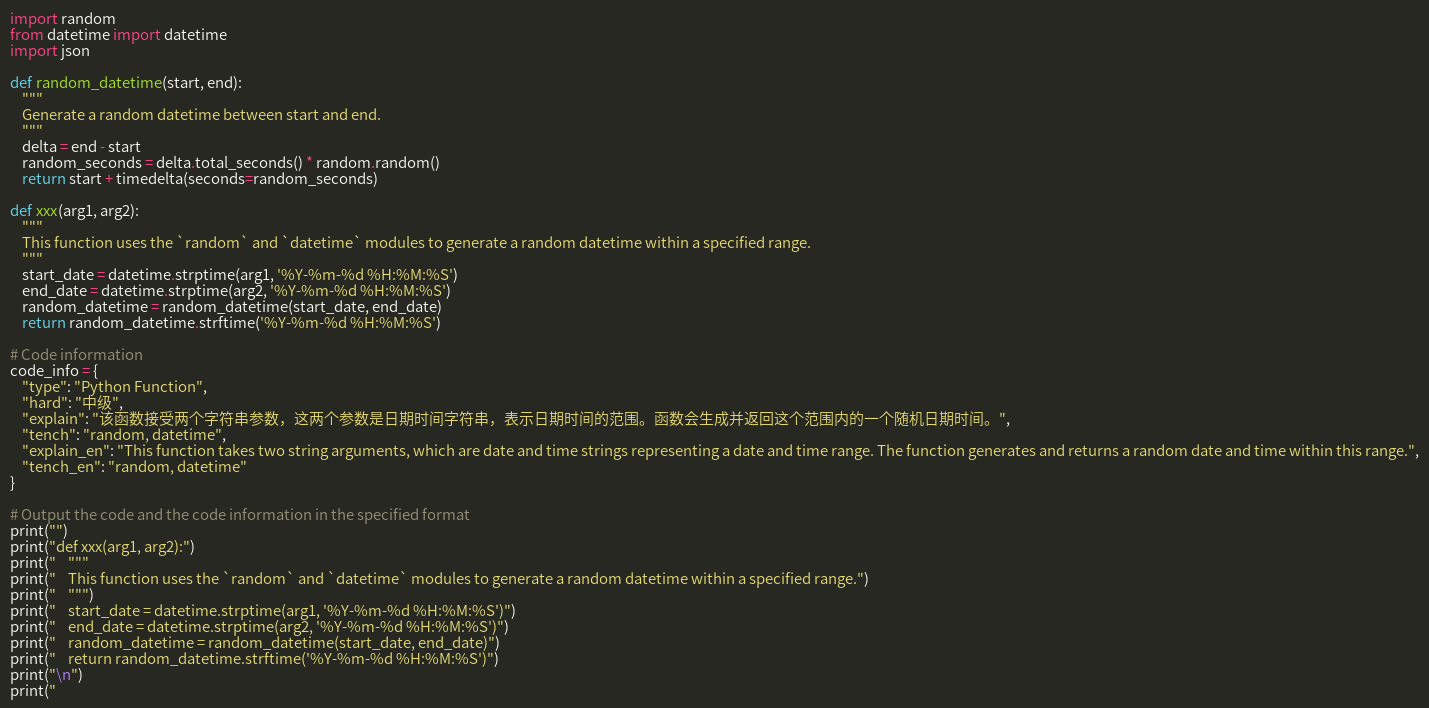 import random
from datetime import datetime
import json
def random_datetime(start, end):
"""
Generate a random datetime between start and end.
"""
delta = end - start
random_seconds = delta.total_seconds() * random.random()
return start + timedelta(seconds=random_seconds)
def xxx(arg1, arg2):
"""
This function uses the `random` and `datetime` modules to generate a random datetime within a specified range.
"""
start_date = datetime.strptime(arg1, '%Y-%m-%d %H:%M:%S')
end_date = datetime.strptime(arg2, '%Y-%m-%d %H:%M:%S')
random_datetime = random_datetime(start_date, end_date)
return random_datetime.strftime('%Y-%m-%d %H:%M:%S')
# Code information
code_info = {
"type": "Python Function",
"hard": "中级",
"explain": "该函数接受两个字符串参数，这两个参数是日期时间字符串，表示日期时间的范围。函数会生成并返回这个范围内的一个随机日期时间。",
"tench": "random, datetime",
"explain_en": "This function takes two string arguments, which are date and time strings representing a date and time range. The function generates and returns a random date and time within this range.",
"tench_en": "random, datetime"
}
# Output the code and the code information in the specified format
print("")
print("def xxx(arg1, arg2):")
print("    """
print("    This function uses the `random` and `datetime` modules to generate a random datetime within a specified range.")
print("    """)
print("    start_date = datetime.strptime(arg1, '%Y-%m-%d %H:%M:%S')")
print("    end_date = datetime.strptime(arg2, '%Y-%m-%d %H:%M:%S')")
print("    random_datetime = random_datetime(start_date, end_date)")
print("    return random_datetime.strftime('%Y-%m-%d %H:%M:%S')")
print("\n")
print("